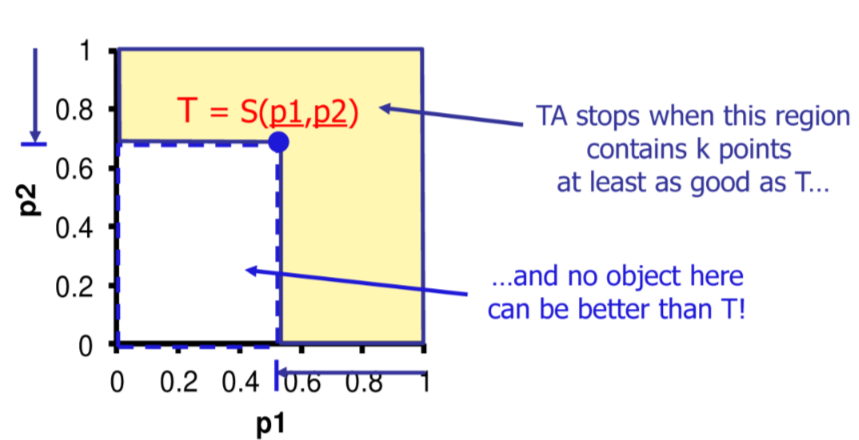 1
0.8
0.6
0.4
0.2
0
p2
T = S(p1,p2)
TA stops when this region
contains k points
at least as good as T...
...and no object here
can be better than T!
0 0.2 0.4 0.6 0.8 1
p1